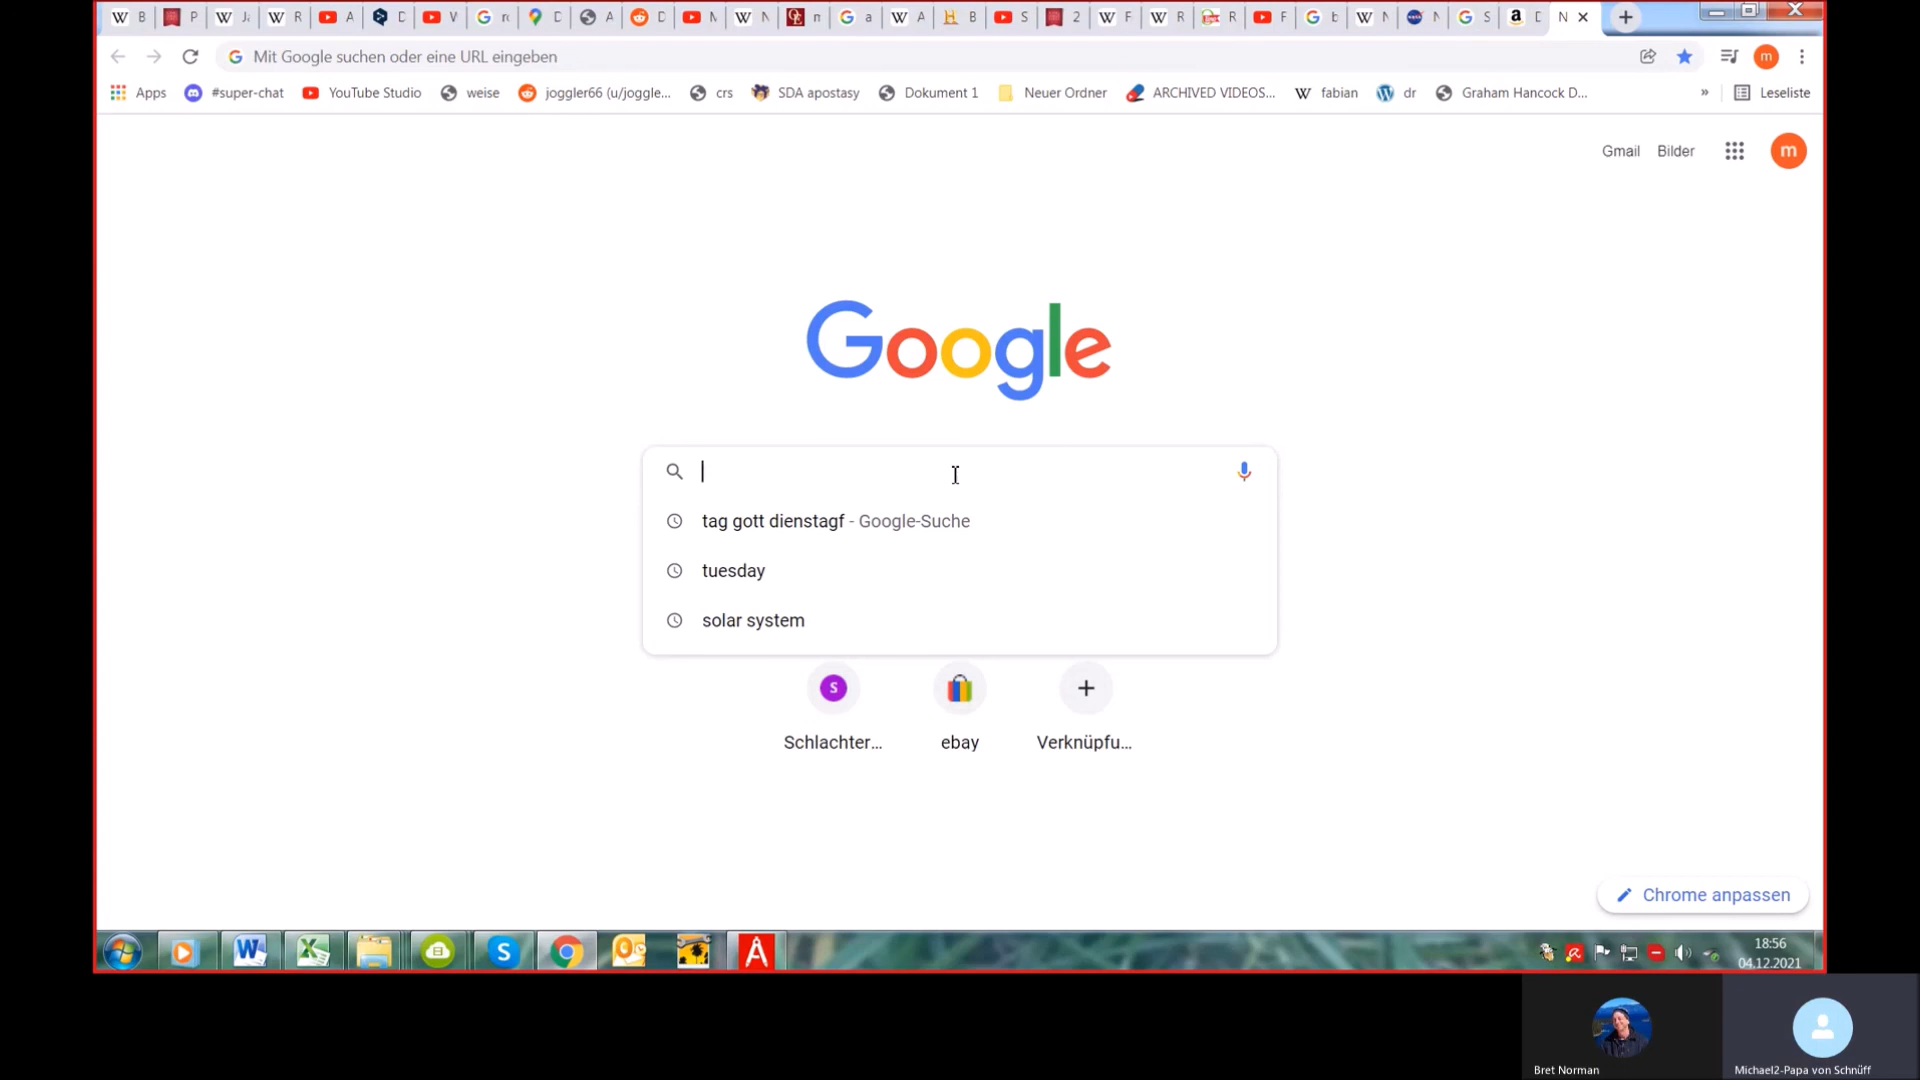 B P J R A D V r D A D M N m a A B S 2 F R R F b N N S D N
Mit Google suchen oder eine URL eingeben
m
Apps #super-chat YouTube Studio weise joggler66 (u/joggle... crs SDA apostasy Dokument 1 Neuer Ordner ARCHIVED VIDEOS... fabian dr Graham Hancock D... » Leseliste
Gmail Bilder m
Google
tag gott dienstagf - Google-Suche
tuesday
solar system
S
Schlachter... ebay Verknüpfu...
Chrome anpassen
18:56
04.12.2021
Bret Norman Michael2-Papa von Schnüff